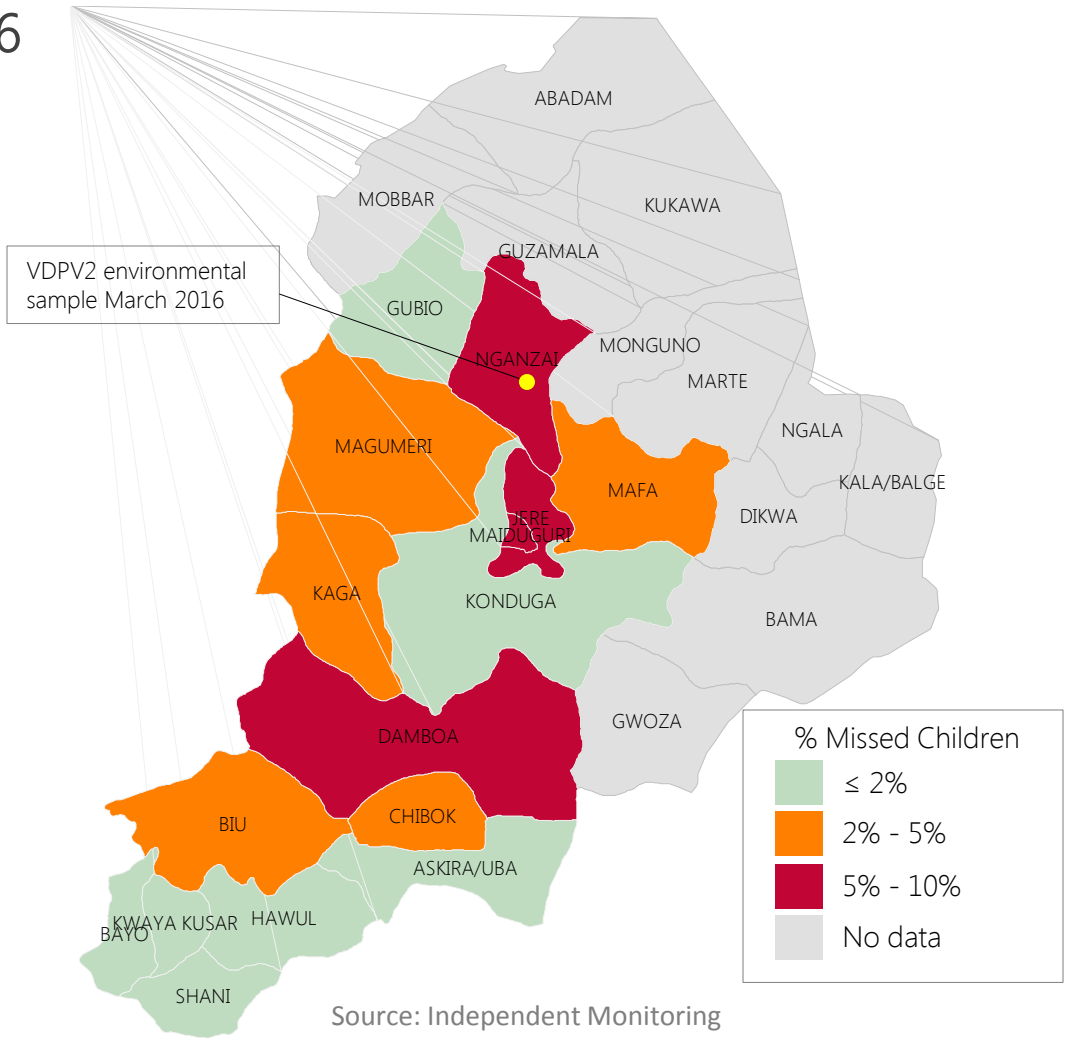 6
ABADAM
MOBBAR
KUKAWA
GUZAMALA
VDPV2 environmental
sample March 2016
GUBIO
NGANZAI
MONGUNO
MARTE
NGALA
MAGUMERI
KALA/BALGE
MAFA
DIKWA
JERE
MAIDUGURI
KAGA
KONDUGA
BAMA
GWOZA
DAMBOA
% Missed Children
≤ 2%
2% - 5%
5% - 10%
No data
CHIBOK
BIU
ASKIRA/UBA
HAWUL
KWAYA KUSAR
BAYO
SHANI
Source: Independent Monitoring